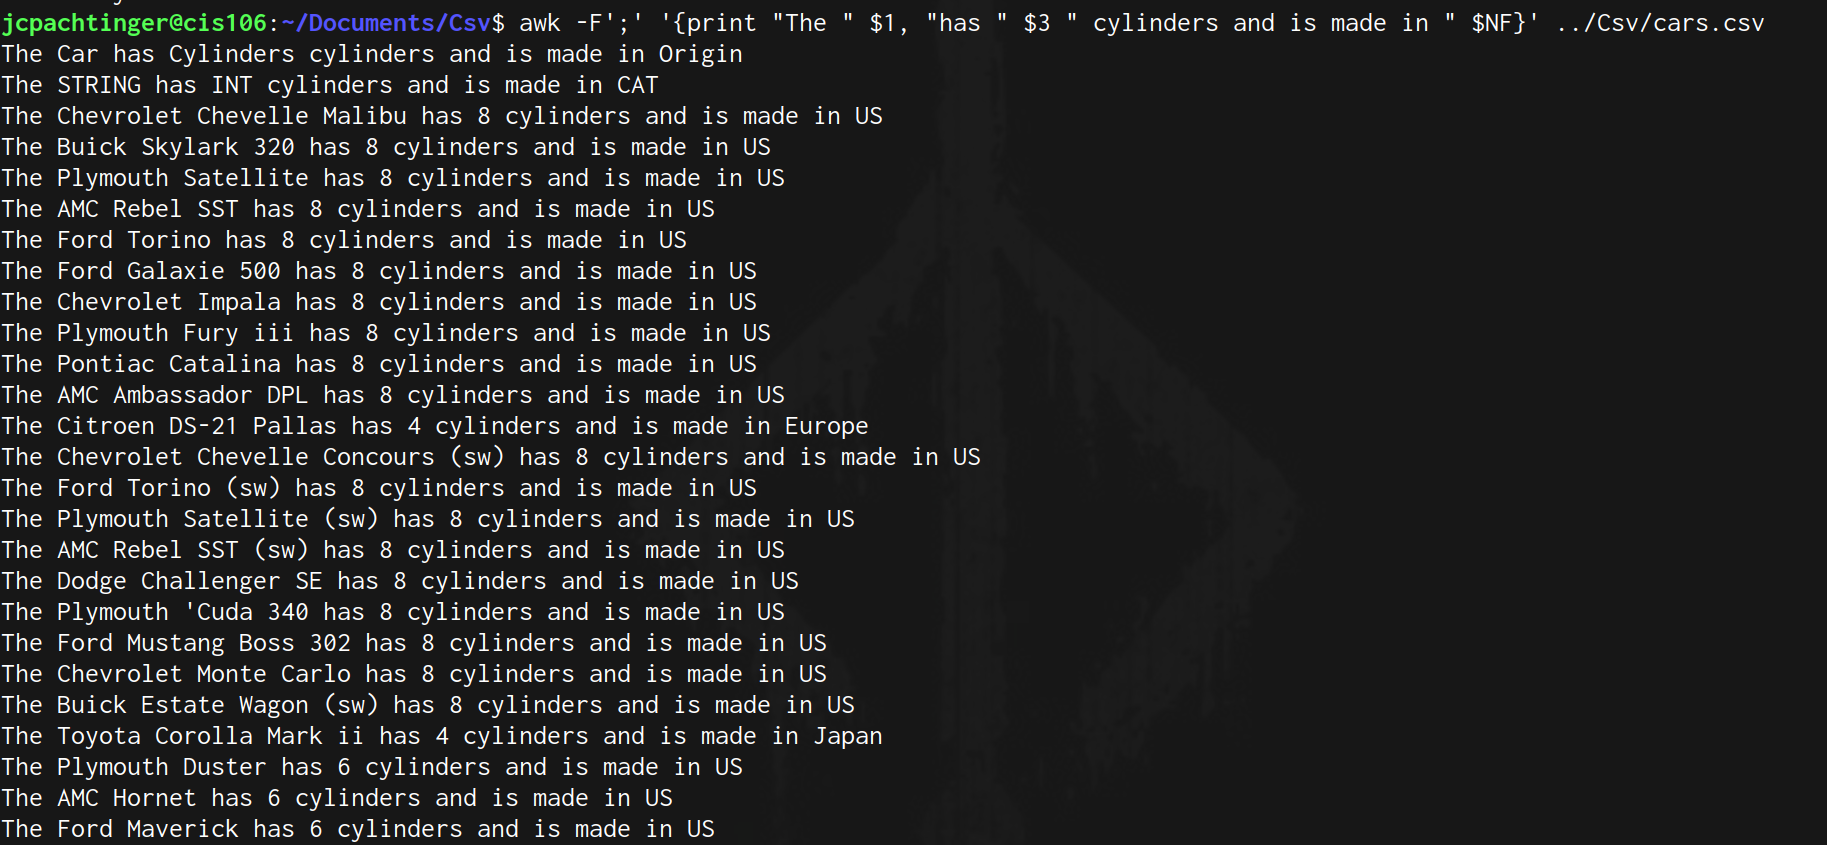 jcpachtinger@cis106:~/Documents/Csv$ awk -F';' '{print "The " $1, "has " $3 " cylinders and is made in " $NF}' ../Csv/cars.csv
The Car has Cylinders cylinders and is made in Origin
The STRING has INT cylinders and is made in CAT
The Chevrolet Chevelle Malibu has 8 cylinders and is made in US
The Buick Skylark 320 has 8 cylinders and is made in US
The Plymouth Satellite has 8 cylinders and is made in US
The AMC Rebel SST has 8 cylinders and is made in US
The Ford Torino has 8 cylinders and is made in US
The Ford Galaxie 500 has 8 cylinders and is made in US
The Chevrolet Impala has 8 cylinders and is made in US
The Plymouth Fury iii has 8 cylinders and is made in US
The Pontiac Catalina has 8 cylinders and is made in US
The AMC Ambassador DPL has 8 cylinders and is made in US
The Citroen DS-21 Pallas has 4 cylinders and is made in Europe
The Chevrolet Chevelle Concours (sw) has 8 cylinders and is made in US
The Ford Torino (sw) has 8 cylinders and is made in US
The Plymouth Satellite (sw) has 8 cylinders and is made in US
The AMC Rebel SST (sw) has 8 cylinders and is made in US
The Dodge Challenger SE has 8 cylinders and is made in US
The Plymouth 'Cuda 340 has 8 cylinders and is made in US
The Ford Mustang Boss 302 has 8 cylinders and is made in US
The Chevrolet Monte Carlo has 8 cylinders and is made in US
The Buick Estate Wagon (sw) has 8 cylinders and is made in US
The Toyota Corolla Mark ii has 4 cylinders and is made in Japan
The Plymouth Duster has 6 cylinders and is made in US
The AMC Hornet has 6 cylinders and is made in US
The Ford Maverick has 6 cylinders and is made in US